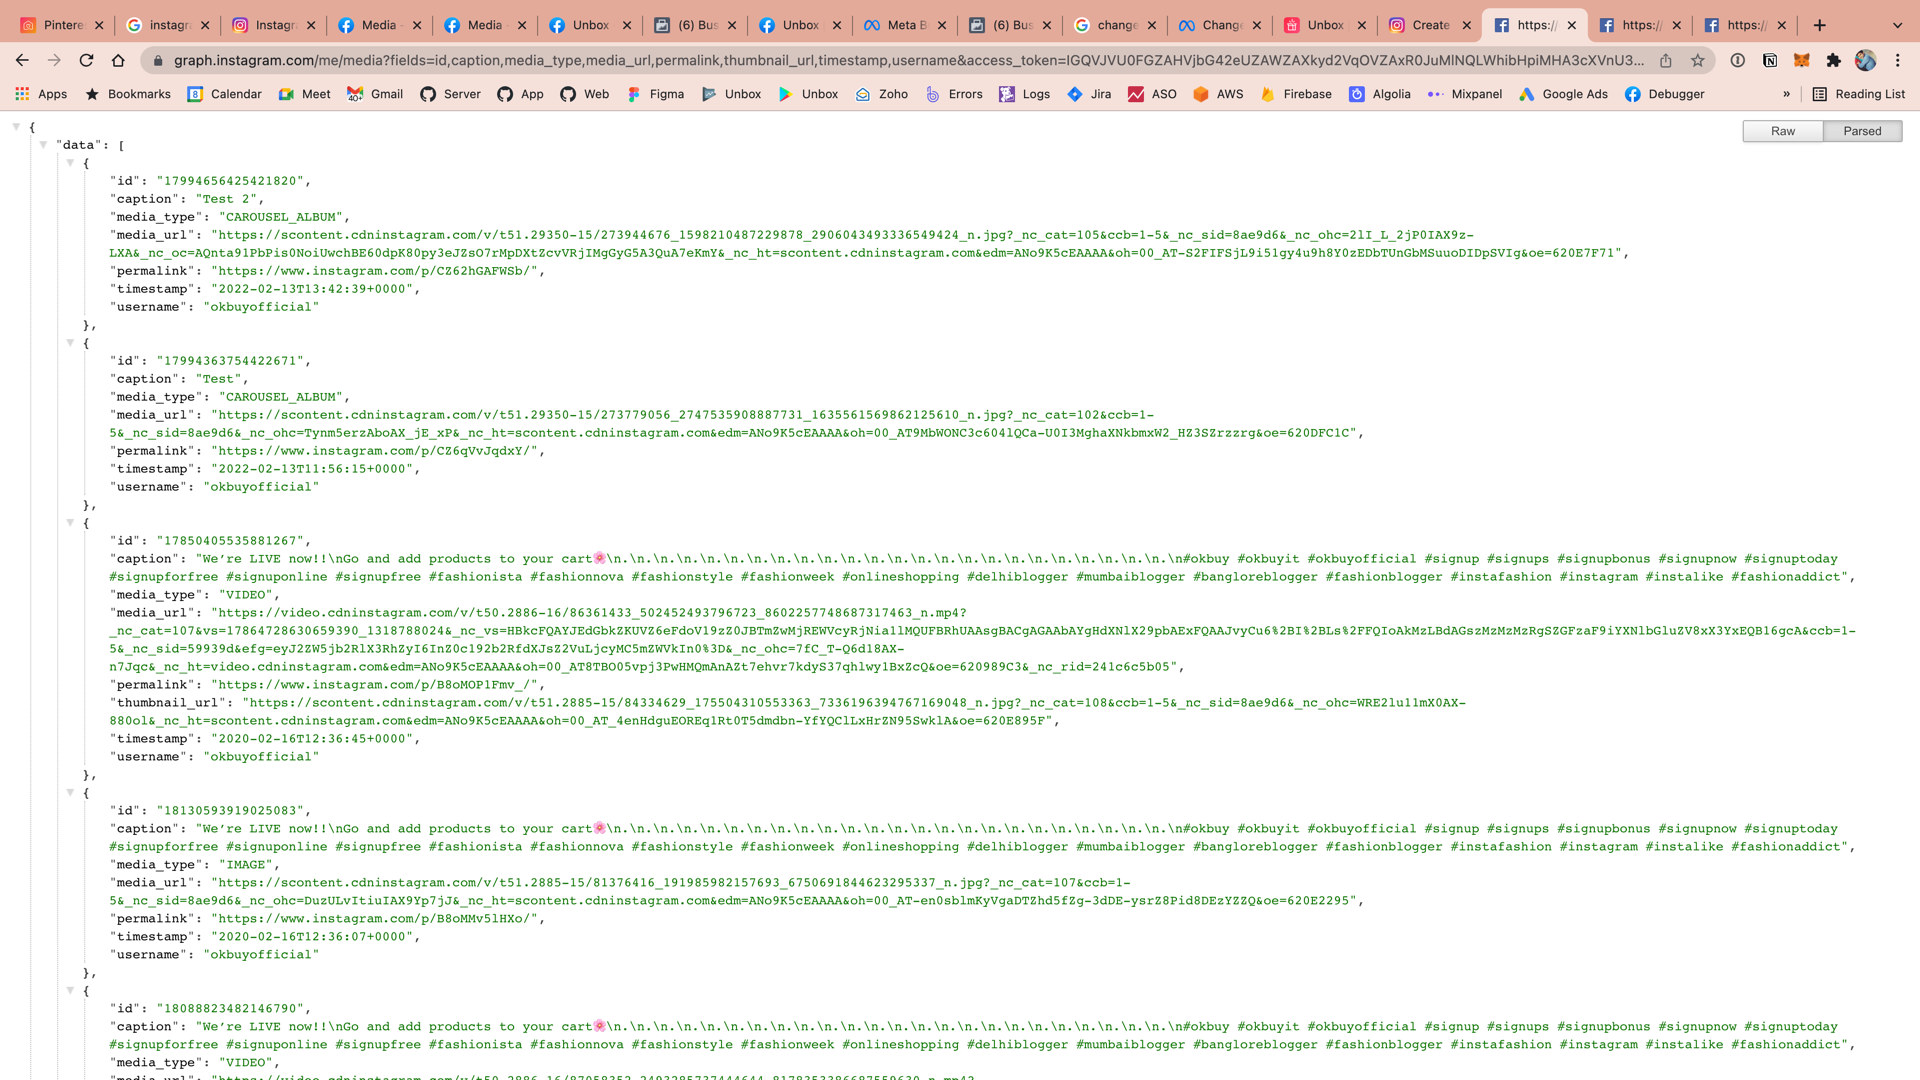 Pintere
instagr
Instagr
Media -
Media -
Unbox
(6) Bus
Unbox
Meta B
(6) Bus
change
Change
Unbox
Create
https://
https://
https://
graph.instagram.com/me/media?fields=id,caption,media_type,media_url,permalink,thumbnail_url,timestamp,username&access_token=IGQVJVU0FGZAHVjbG42eUZAWZAXkyd2VqOVZAxR0JuMlNQLWhibHpiMHA3cXVnU3...
Apps Bookmarks Calendar Meet Gmail Server App Web Figma Unbox Unbox Zoho Errors Logs Jira ASO AWS Firebase Algolia Mixpanel Google Ads Debugger » Reading List
Raw Parsed
{
"data": [
{
"id": "17994656425421820",
"caption": "Test 2",
"media_type": "CAROUSEL_ALBUM",
"media_url": "https://scontent.cdninstagram.com/v/t51.29350-15/273944676_1598210487229878_2906043493336549424_n.jpg?_nc_cat=105&ccb=1-5&_nc_sid=8ae9d6&_nc_ohc=2lI_L_2jP0IAX9z-
LXA&_nc_oc=AQnta91PbPis0NoiUwchBE60dpK80py3eJZsO7rMpDXtZcvVRjIMgGyG5A3QuA7eKmY&_nc_ht=scontent.cdninstagram.com&edm=ANo9K5cEAAAA&oh=00_AT-S2FIFSjL9i51gy4u9h8Y0zEDbTUnGbMSuuoDIDpSVIg&oe=620E7F71",
"permalink": "https://www.instagram.com/p/CZ62hGAFWSb/",
"timestamp": "2022-02-13T13:42:39+0000",
"username": "okbuyofficial"
},
{
"id": "17994363754422671",
"caption": "Test",
"media_type": "CAROUSEL_ALBUM",
"media_url": "https://scontent.cdninstagram.com/v/t51.29350-15/273779056_2747535908887731_1635561569862125610_n.jpg?_nc_cat=102&ccb=1-
5&_nc_sid=8ae9d6&_nc_ohc=Tynm5erzAboAX_jE_xP&_nc_ht=scontent.cdninstagram.com&edm=ANo9K5cEAAAA&oh=00_AT9MbWONC3c604lQCa-U0I3MghaXNkbmxW2_HZ3SZrzzrg&oe=620DFC1C",
"permalink": "https://www.instagram.com/p/CZ6qVvJqdxY/",
"timestamp": "2022-02-13T11:56:15+0000",
"username": "okbuyofficial"
},
{
"id": "17850405535881267",
"caption": "We’re LIVE now!!\nGo and add products to your cart🌸\n.\n.\n.\n.\n.\n.\n.\n.\n.\n.\n.\n.\n.\n.\n.\n.\n.\n.\n.\n.\n.\n#okbuy #okbuyit #okbuyofficial #signup #signups #signupbonus #signupnow #signuptoday
#signupforfree #signuponline #signupfree #fashionista #fashionnova #fashionstyle #fashionweek #onlineshopping #delhiblogger #mumbaiblogger #bangloreblogger #fashionblogger #instafashion #instagram #instalike #fashionaddict",
"media_type": "VIDEO",
"media_url": "https://video.cdninstagram.com/v/t50.2886-16/86361433_502452493796723_8602257748687317463_n.mp4?
_nc_cat=107&vs=17864728630659390_1318788024&_nc_vs=HBkcFQAYJEdGbkZKUVZ6eFdoV19zZ0JBTmZwMjREWVcyRjNia1lMQUFBRhUAAsgBACgAGAAbAYgHdXNlX29pbAExFQAAJvyCu6%2BI%2BLs%2FFQIoAkMzLBdAGszMzMzMzRgSZGFzaF9iYXNlbGluZV8xX3YxEQB16gcA&ccb=1-
5&_nc_sid=59939d&efg=eyJ2ZW5jb2RlX3RhZyI6InZ0c192b2RfdXJsZ2VuLjcyMC5mZWVkIn0%3D&_nc_ohc=7fC_T-Q6d18AX-
n7Jqc&_nc_ht=video.cdninstagram.com&edm=ANo9K5cEAAAA&oh=00_AT8TBO05vpj3PwHMQmAnAZt7ehvr7kdyS37qhlwy1BxZcQ&oe=620989C3&_nc_rid=241c6c5b05",
"permalink": "https://www.instagram.com/p/B8oMOP1Fmv_/",
"thumbnail_url": "https://scontent.cdninstagram.com/v/t51.2885-15/84334629_175504310553363_7336196394767169048_n.jpg?_nc_cat=108&ccb=1-5&_nc_sid=8ae9d6&_nc_ohc=WRE2lu1lmX0AX-
880ol&_nc_ht=scontent.cdninstagram.com&edm=ANo9K5cEAAAA&oh=00_AT_4enHdguEOREqlRt0T5dmdbn-YfYQClLxHrZN95SwklA&oe=620E895F",
"timestamp": "2020-02-16T12:36:45+0000",
"username": "okbuyofficial"
},
{
"id": "18130593919025083",
"caption": "We’re LIVE now!!\nGo and add products to your cart🌸\n.\n.\n.\n.\n.\n.\n.\n.\n.\n.\n.\n.\n.\n.\n.\n.\n.\n.\n.\n.\n.\n#okbuy #okbuyit #okbuyofficial #signup #signups #signupbonus #signupnow #signuptoday
#signupforfree #signuponline #signupfree #fashionista #fashionnova #fashionstyle #fashionweek #onlineshopping #delhiblogger #mumbaiblogger #bangloreblogger #fashionblogger #instafashion #instagram #instalike #fashionaddict",
"media_type": "IMAGE",
"media_url": "https://scontent.cdninstagram.com/v/t51.2885-15/81376416_191985982157693_6750691844623295337_n.jpg?_nc_cat=107&ccb=1-
5&_nc_sid=8ae9d6&_nc_ohc=DuzULvItiuIAX9Yp7jJ&_nc_ht=scontent.cdninstagram.com&edm=ANo9K5cEAAAA&oh=00_AT-en0sblmKyVgaDTZhd5fZg-3dDE-ysrZ8Pid8DEzYZZQ&oe=620E2295",
"permalink": "https://www.instagram.com/p/B8oMMv5lHXo/",
"timestamp": "2020-02-16T12:36:07+0000",
"username": "okbuyofficial"
},
{
"id": "18088823482146790",
"caption": "We’re LIVE now!!\nGo and add products to your cart🌸\n.\n.\n.\n.\n.\n.\n.\n.\n.\n.\n.\n.\n.\n.\n.\n.\n.\n.\n.\n.\n.\n#okbuy #okbuyit #okbuyofficial #signup #signups #signupbonus #signupnow #signuptoday
#signupforfree #signuponline #signupfree #fashionista #fashionnova #fashionstyle #fashionweek #onlineshopping #delhiblogger #mumbaiblogger #bangloreblogger #fashionblogger #instafashion #instagram #instalike #fashionaddict",
"media_type": "VIDEO",